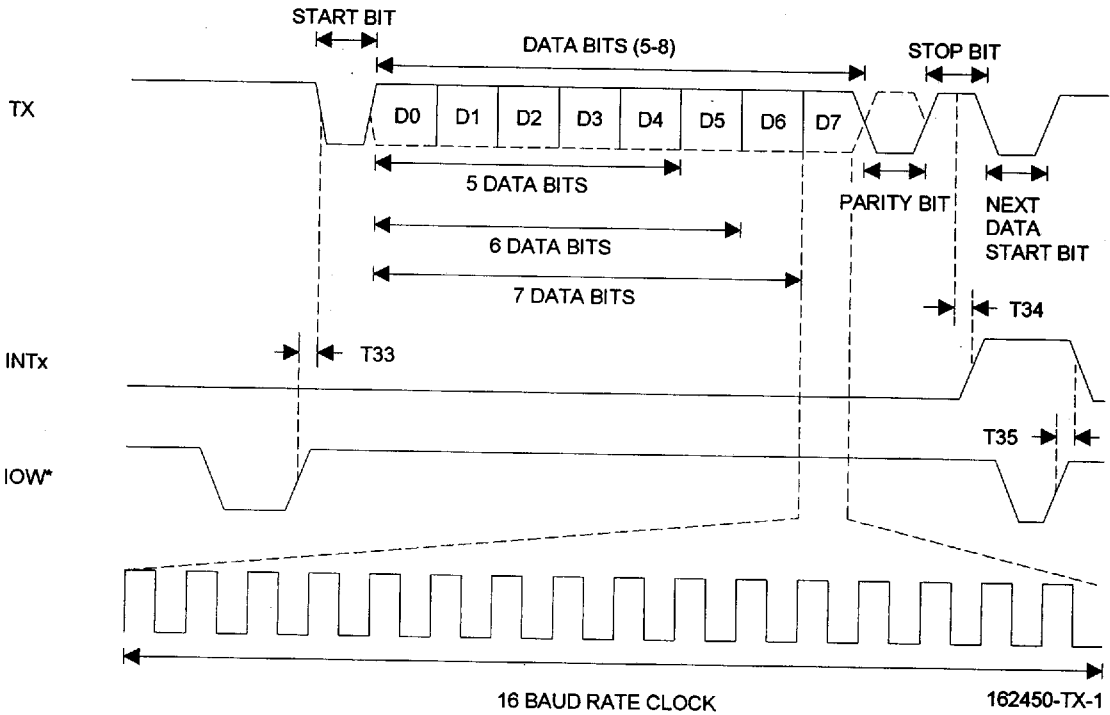 START BIT
DATA BITS (5-8)
STOP BIT
TX
D0 D1 D2 D3 D4 D5 D6 D7
5 DATA BITS
PARITY BIT
NEXT
DATA
START BIT
6 DATA BITS
7 DATA BITS
T34
T33
INTx
T35
IOW*
16 BAUD RATE CLOCK
162450-TX-1